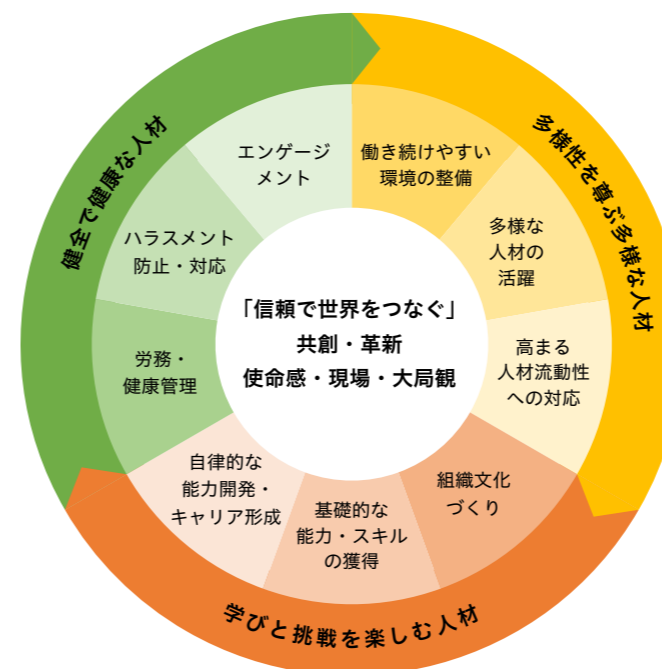 「信頼で世界をつなぐ」
共創・革新
使命感・現場・大局観
多様性を尊ぶ多様な人材
働き続けやすい
環境の整備
多様な
人材の
活躍
高まる
人材流動性
への対応
学びと挑戦を楽しむ人材
組織文化
づくり
基礎的な
能力・スキル
の獲得
自律的な
能力開発・
キャリア形成
健全で健康な人材
労務・
健康管理
ハラスメント
防止・対応
エンゲージ
メント